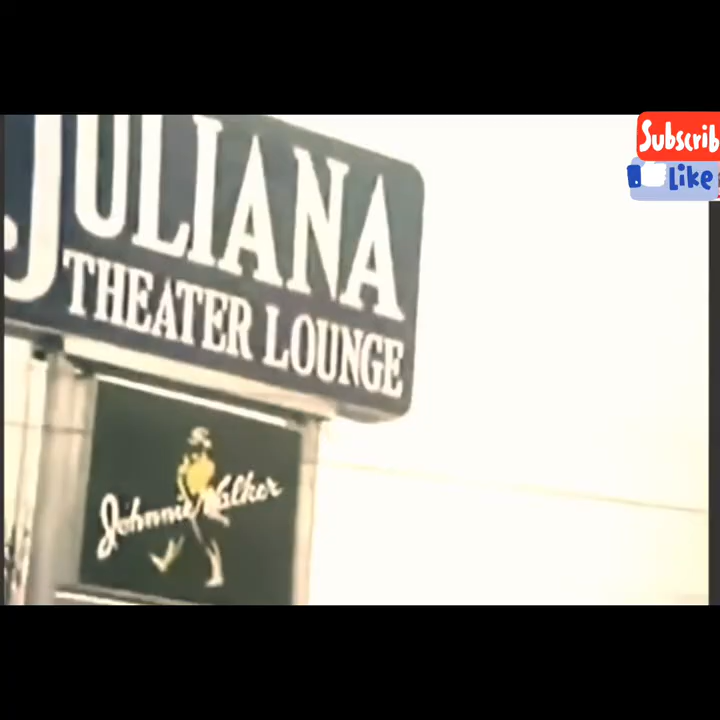 Subscrib
Like
JULIANA
THEATER LOUNGE
Johnnie Walker